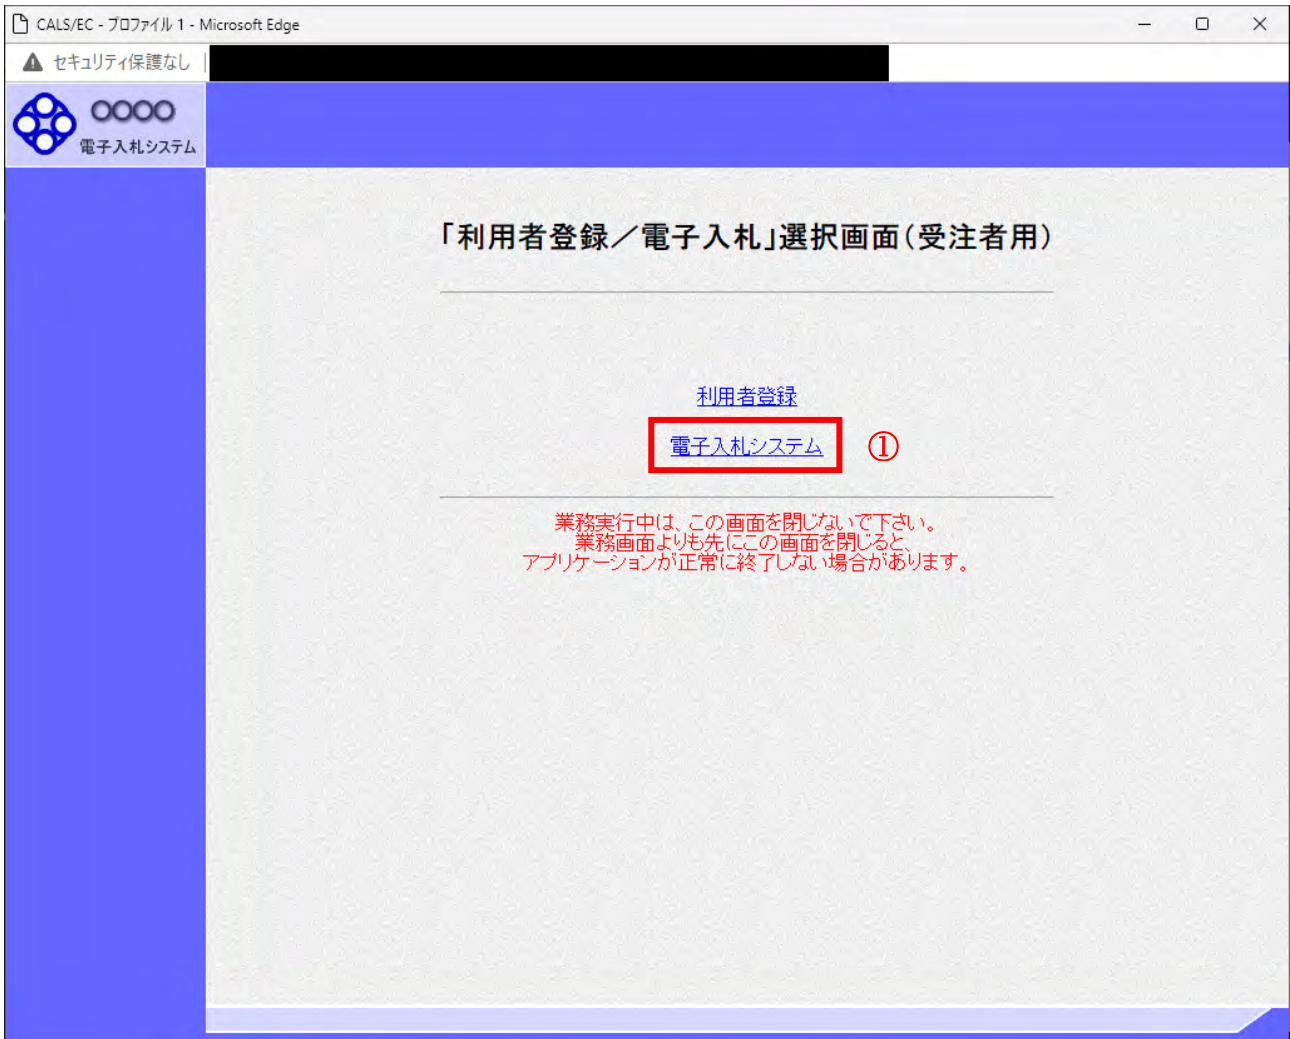 CALS/EC - プロファイル 1 - Microsoft Edge
セキュリティ保護なし
○○○○
電子入札システム
「利用者登録／電子入札」選択画面（受注者用）
利用者登録
電子入札システム ①
業務実行中は、この画面を閉じないで下さい。
業務画面よりも先にこの画面を閉じると、
アプリケーションが正常に終了しない場合があります。